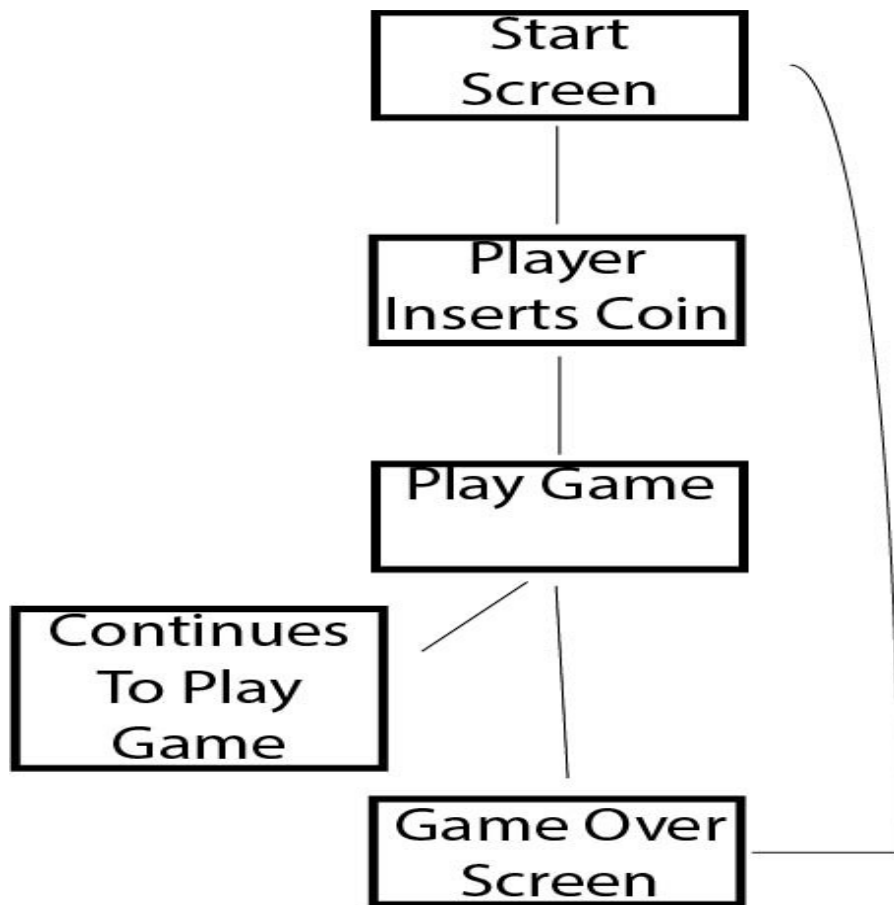 Start
Screen
Player
Inserts Coin
Play Game
Continues
To Play
Game
Game Over
Screen